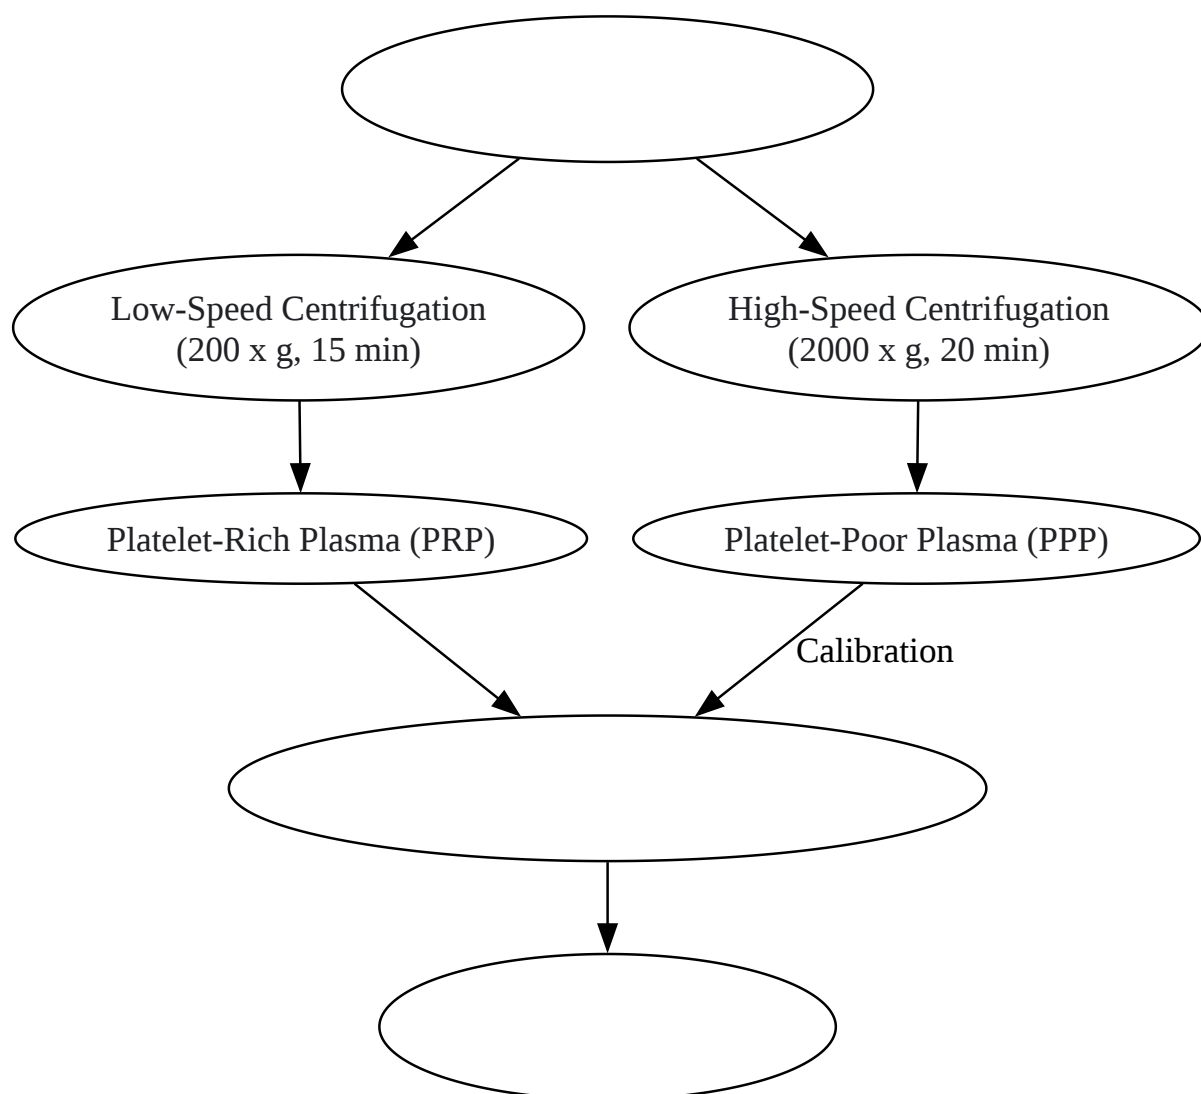 Low-Speed Centrifugation
(200 x g, 15 min)
High-Speed Centrifugation
(2000 x g, 20 min)
Platelet-Rich Plasma (PRP)
Platelet-Poor Plasma (PPP)
Calibration